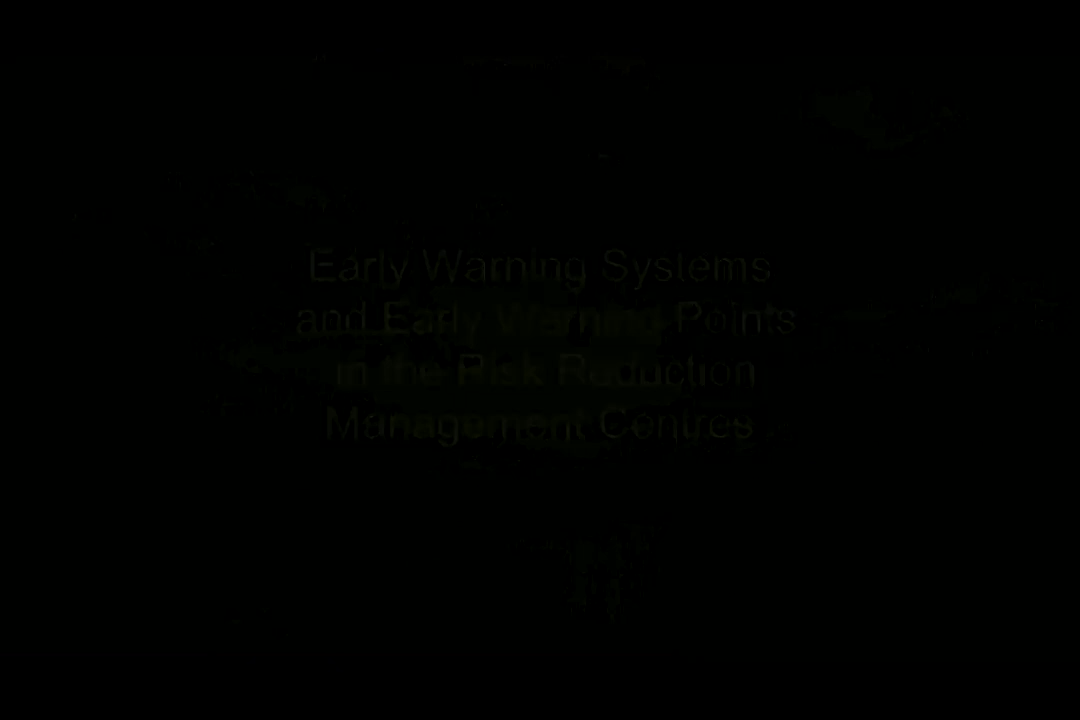 Early Warning Systems
and Early Warning Points
in the Risk Reduction
Management Centres